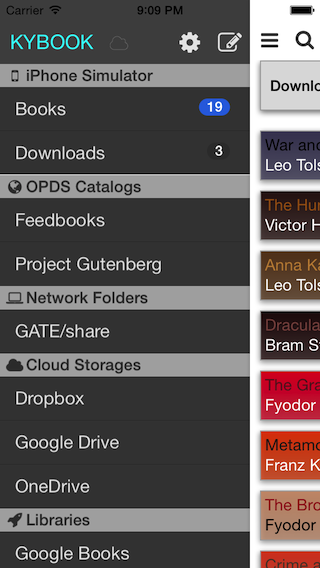 Carrier 9:09 PM
KYBOOK
iPhone Simulator
Books 19
Downloads 3
OPDS Catalogs
Feedbooks
Project Gutenberg
Network Folders
GATE/share
Cloud Storages
Dropbox
Google Drive
OneDrive
Libraries
Google Books
Downlo
War and
Leo Tols
The Hun
Victor H
Anna Ka
Leo Tols
Dracula
Bram St
The Gra
Fyodor
Metamo
Franz K
The Bro
Fyodor
Crime a